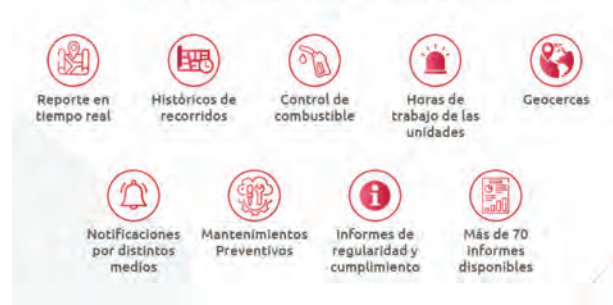 Reporte en
tiempo real
Históricos de
recorridos
Control de
combustible
Horas de
trabajo de las
unidades
Geocercas
Notificaciones
por distintos
medios
Mantenimientos
Preventivos
Informes de
regularidad y
cumplimiento
Más de 70
informes
disponibles